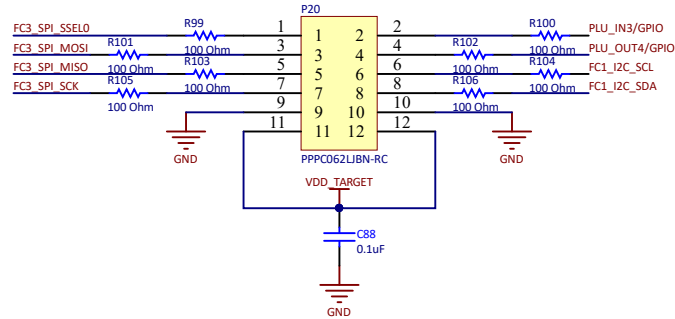 P20
FC3_SPI_SSEL0 R99 1 1 2 2 R100 PLU_IN3/GPIO
100 Ohm 100 Ohm
FC3_SPI_MOSI R101 3 3 4 4 R102 PLU_OUT4/GPIO
100 Ohm 100 Ohm
FC3_SPI_MISO R103 5 5 6 6 R104 FC1_I2C_SCL
100 Ohm 100 Ohm
FC3_SPI_SCK R105 7 7 8 8 R106 FC1_I2C_SDA
100 Ohm 100 Ohm
9 9 10 10
11 11 12 12
GND PPPC062LJBN-RC GND
VDD_TARGET
C88
0.1uF
GND